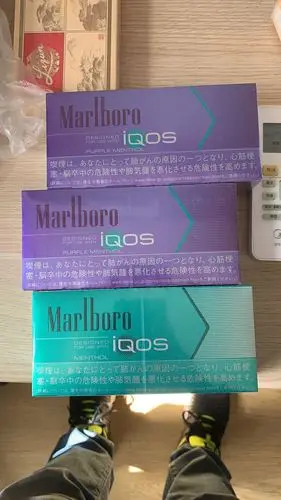 Marlboro
DESIGNED
FOR USE WITH
iQOS
PURPLE MENTHOL
喫煙は、あなたにとって肺がんの原因の一つとなり、心筋梗
塞・脳卒中の危険性や肺気腫を悪化させる危険性を高めます。
Marlboro
DESIGNED
FOR USE WITH
iQOS
PURPLE MENTHOL
喫煙は、あなたにとって肺がんの原因の一つとなり、心筋梗
塞・脳卒中の危険性や肺気腫を悪化させる危険性を高めます。
Marlboro
DESIGNED
FOR USE WITH
iQOS
MENTHOL
喫煙は、あなたにとって肺がんの原因の一つとなり、心筋梗
塞・脳卒中の危険性や肺気腫を悪化させる危険性を高めます。